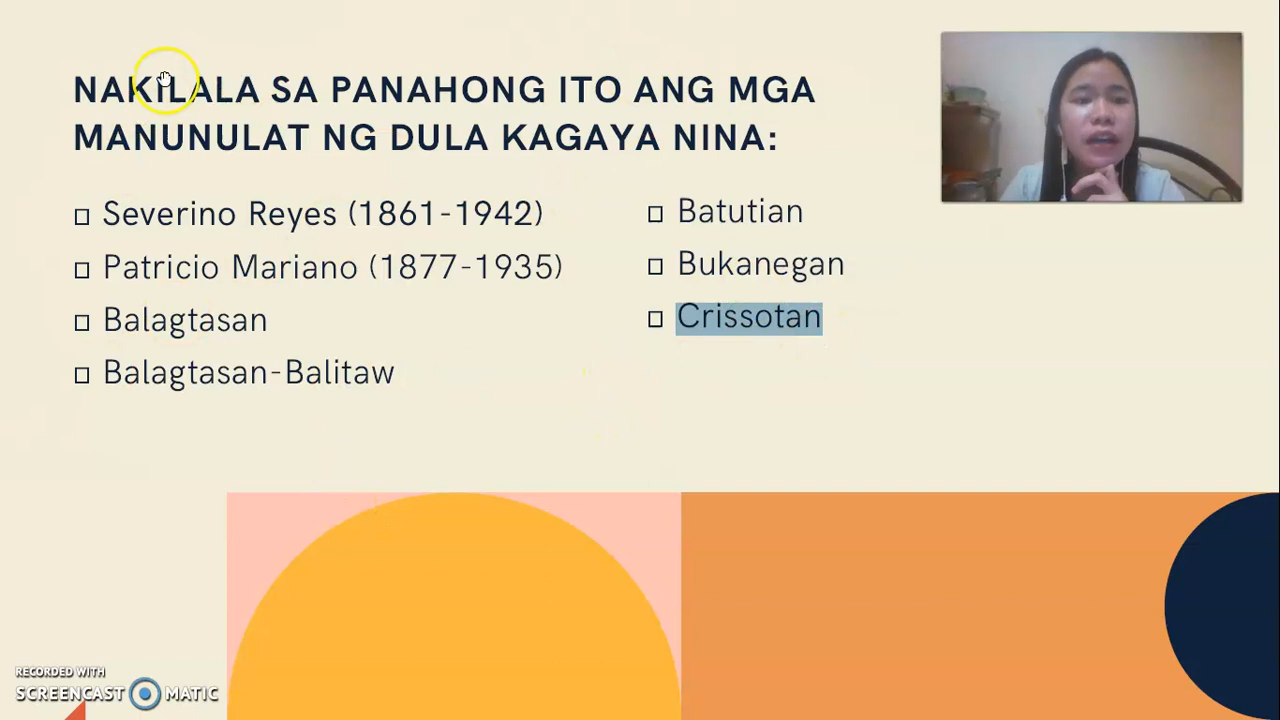 NAKILALA SA PANAHONG ITO ANG MGA
MANUNULAT NG DULA KAGAYA NINA:
Severino Reyes (1861-1942)
Patricio Mariano (1877-1935)
Balagtasan
Balagtasan-Balitaw
Batutian
Bukanegan
Crissotan
RECORDED WITH
SCREENCAST MATIC